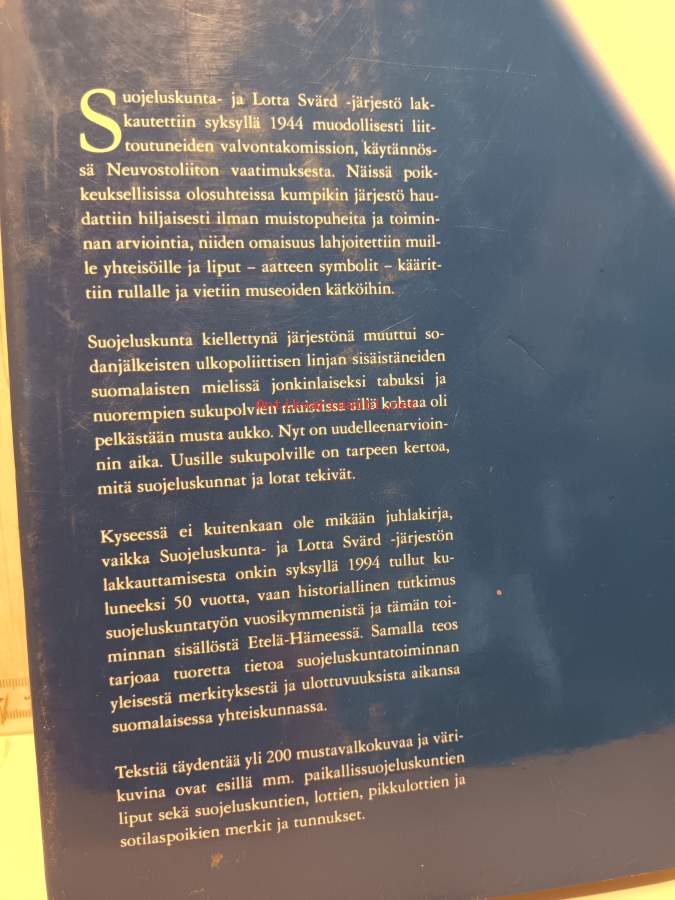 Suojeluskunta- ja Lotta Svärd -järjestö lak-
kautettiin syksyllä 1944 muodollisesti liit-
toutuneiden valvontakomission, käytännös-
sä Neuvostoliiton vaatimuksesta. Näissä poik-
keuksellisissa olosuhteissa kumpikin järjestö hau-
dattiin hiljaisesti ilman muistopuheita ja toimin-
nan arviointia, niiden omaisuus lahjoitettiin muil-
le yhteisöille ja liput – aatteen symbolit – käärit-
tiin rullalle ja vietiin museoiden kätköihin.
Suojeluskunta kiellettynä järjestönä muuttui so-
danjälkeisten ulkopoliittisen linjan sisäistäneiden
suomalaisten mielissä jonkinlaiseksi tabuksi ja
nuorempien sukupolvien muistissa sillä kohtaa oli
pelkästään musta aukko. Nyt on uudelleenarvioin-
nin aika. Uusille sukupolville on tarpeen kertoa,
mitä suojeluskunnat ja lotat tekivät.
Kyseessä ei kuitenkaan ole mikään juhlakirja,
vaikka Suojeluskunta- ja Lotta Svärd -järjestön
lakkauttamisesta onkin syksyllä 1994 tullut ku-
luneeksi 50 vuotta, vaan historiallinen tutkimus
suojeluskuntatyön vuosikymmenistä ja tämän toi-
minnan sisällöstä Etelä-Hämeessä. Samalla teos
tarjoaa tuoretta tietoa suojeluskuntatoiminnan
yleisestä merkityksestä ja ulottuvuuksista aikansa
suomalaisessa yhteiskunnassa.
Tekstiä täydentää yli 200 mustavalkokuvaa ja väri-
kuvina ovat esillä mm. paikallissuojeluskuntien
liput sekä suojeluskuntien, lottien, pikkulottien ja
sotilaspoikien merkit ja tunnukset.